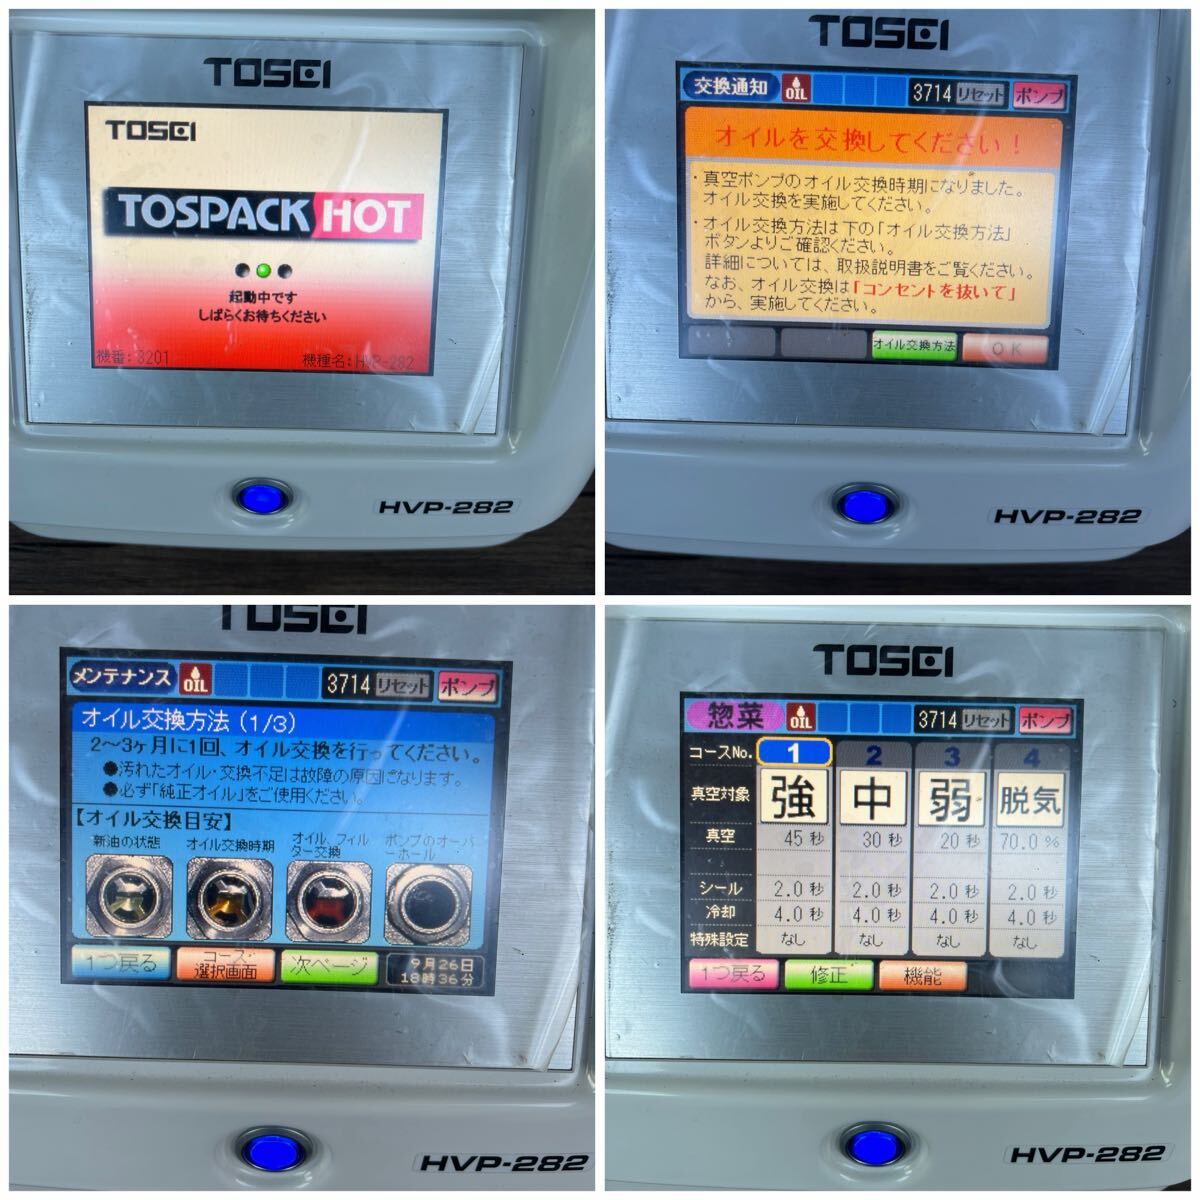 TOSEI
TOSEI
TOSPACK HOT
起動中です
しばらくお待ちください
機番:3201
機種名:HVP-282
HVP-282
TOSEI
交換通知
OIL
3714
リセット
ポンプ
オイルを交換してください!
・真空ポンプのオイル交換時期になりました。
オイル交換を実施してください。
・オイル交換方法は下の「オイル交換方法」
ボタンよりご確認ください。
詳細については、取扱説明書をご覧ください。
なお、オイル交換は「コンセントを抜いて」
から、実施してください。
オイル交換方法
OK
HVP-282
TOSEI
メンテナンス
OIL
3714
リセット
ポンプ
オイル交換方法(1/3)
2〜3ヶ月に1回、オイル交換を行ってください。
●汚れたオイル・交換不足は故障の原因になります。
●必ず「純正オイル」をご使用ください。
【オイル交換目安】
新油の状態
オイル交換時期
オイル、フィル
ター交換
ポンプのオーバ
ーホール
1つ戻る
コース
選択画面
次ページ
9月26日
18時36分
HVP-282
TOSEI
惣菜
OIL
3714
リセット
ポンプ
コースNo. 1 2 3 4
真空対象 強 中 弱 脱気
真空 45秒 30秒 20秒 70.0%
シール 2.0秒 2.0秒 2.0秒 2.0秒
冷却 4.0秒 4.0秒 4.0秒 4.0秒
特殊設定 なし なし なし なし
1つ戻る
修正
機能
HVP-282